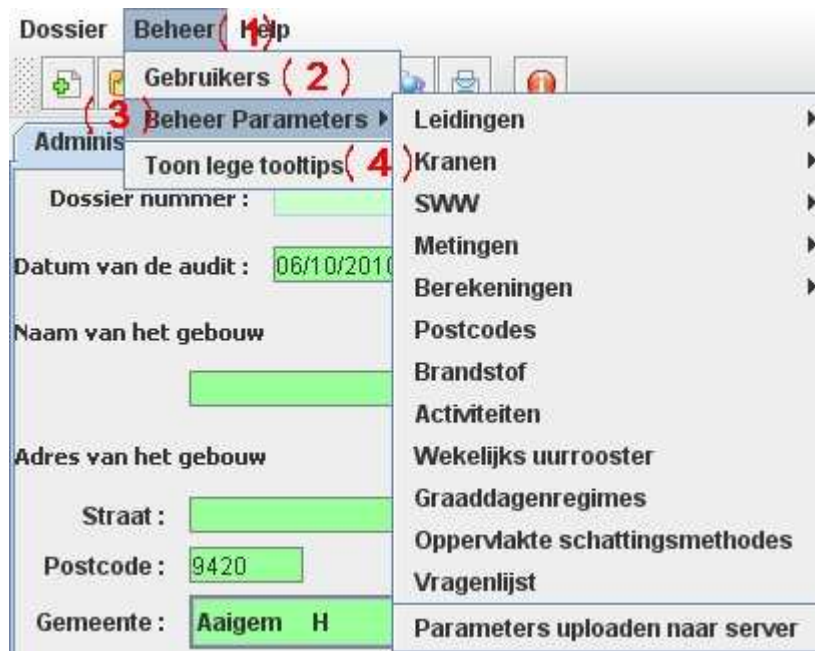 Dossier Beheer (1) Help
Gebruikers (2)
(3) Beheer Parameters
Toon lege tooltips (4)
Leidingen
Kranen
SWW
Metingen
Berekeningen
Postcodes
Brandstof
Activiteiten
Wekelijks uurrooster
Graaddagenregimes
Oppervlakte schattingsmethodes
Vragenlijst
Parameters uploaden naar server
Adminis
Dossier nummer :
Datum van de audit : 06/10/2010
Naam van het gebouw
Adres van het gebouw
Straat :
Postcode : 9420
Gemeente : Aaigem H